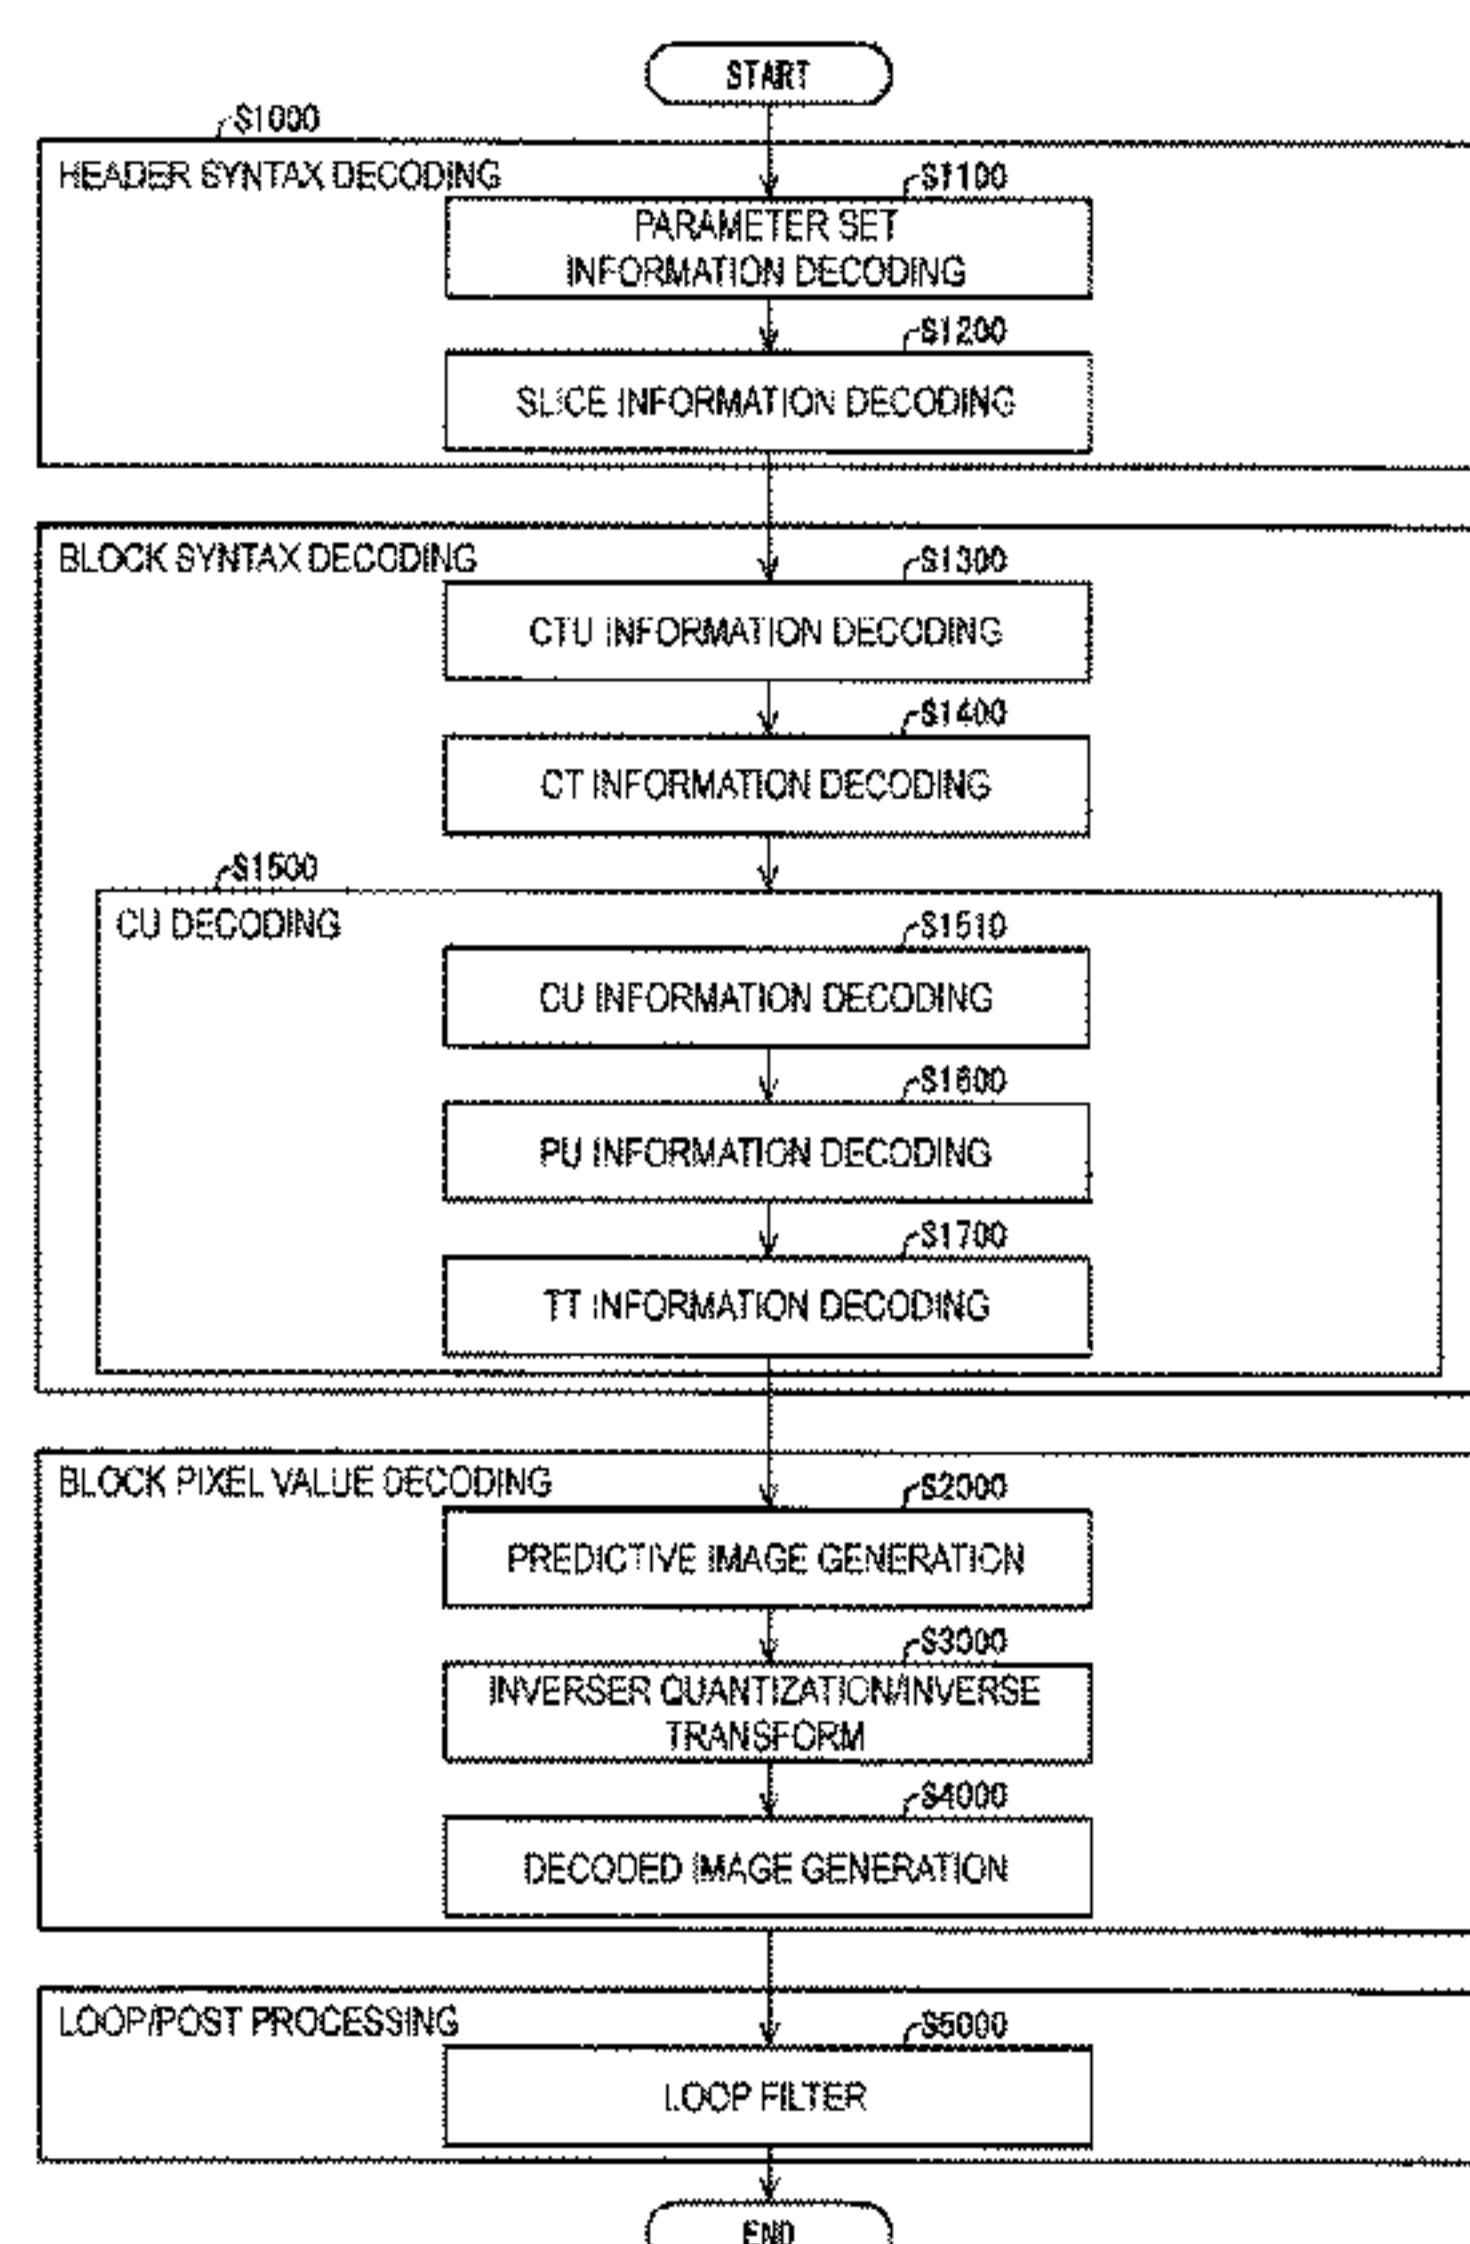 START
S1000
HEADER SYNTAX DECODING
S1100
PARAMETER SET
INFORMATION DECODING
S1200
SLICE INFORMATION DECODING
BLOCK SYNTAX DECODING
S1300
CTU INFORMATION DECODING
S1400
CT INFORMATION DECODING
S1500
CU DECODING
S1510
CU INFORMATION DECODING
S1600
PU INFORMATION DECODING
S1700
TT INFORMATION DECODING
BLOCK PIXEL VALUE DECODING
S2000
PREDICTIVE IMAGE GENERATION
S3000
INVERSER QUANTIZATION/INVERSE
TRANSFORM
S4000
DECODED IMAGE GENERATION
LOOP/POST PROCESSING
S5000
LOOP FILTER
END